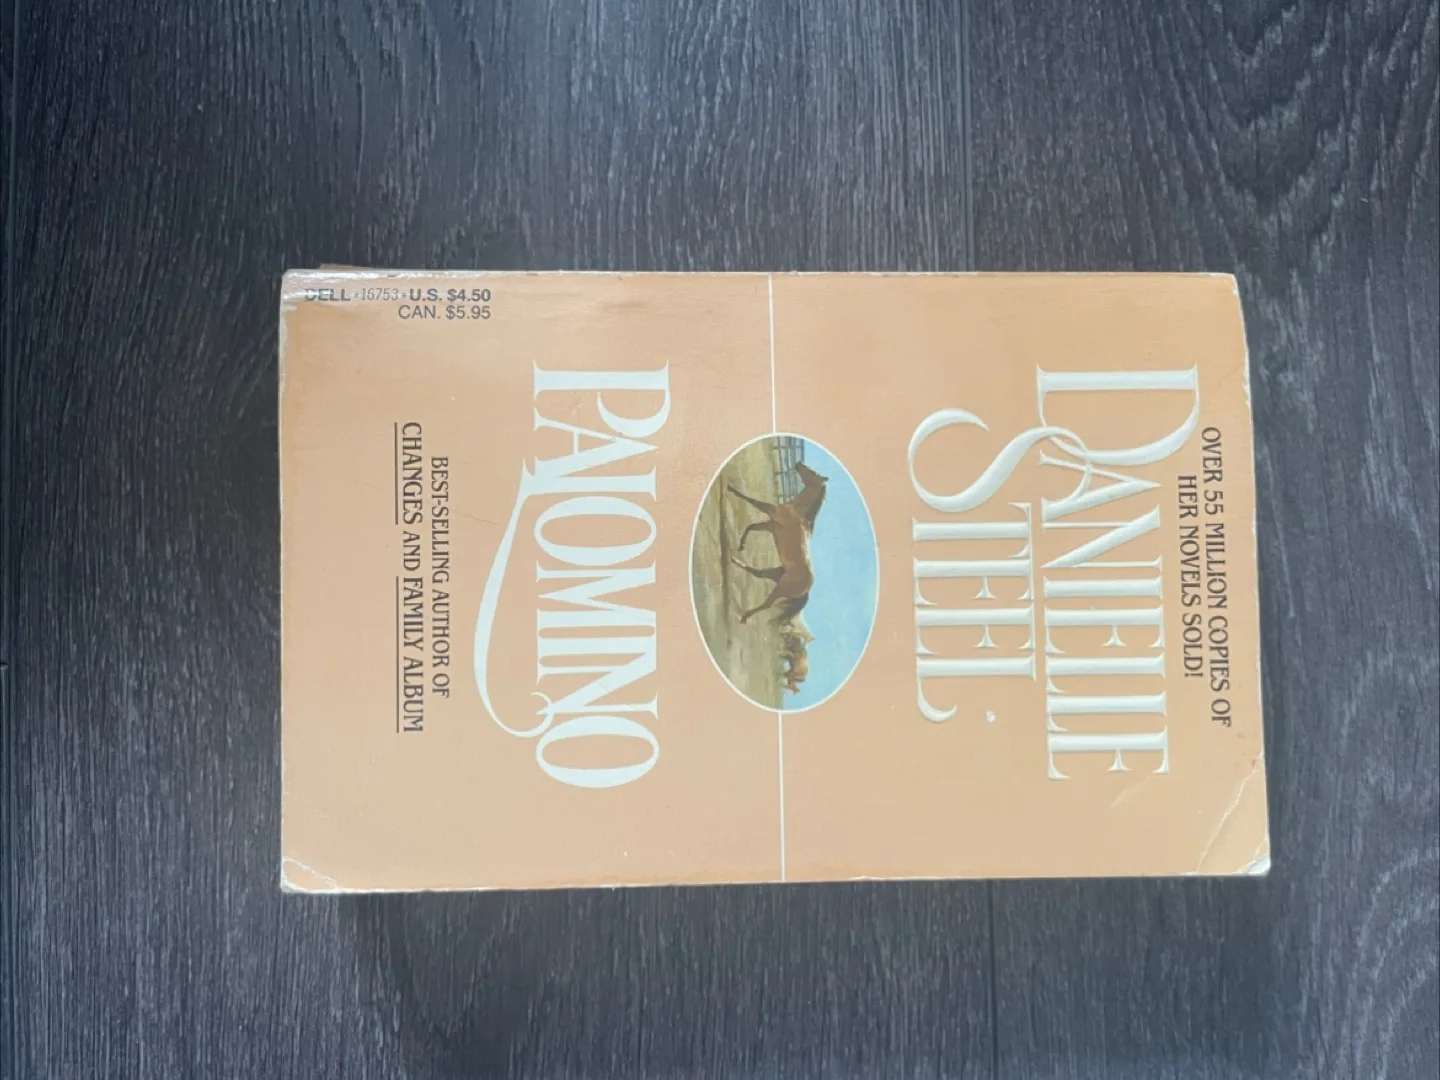 OVER 55 MILLION COPIES OF
HER NOVELS SOLD!
DANIELLE
STEEL
PALOMINO
BEST-SELLING AUTHOR OF
CHANGES AND FAMILY ALBUM
DELL•16753•U.S. $4.50
CAN. $5.95